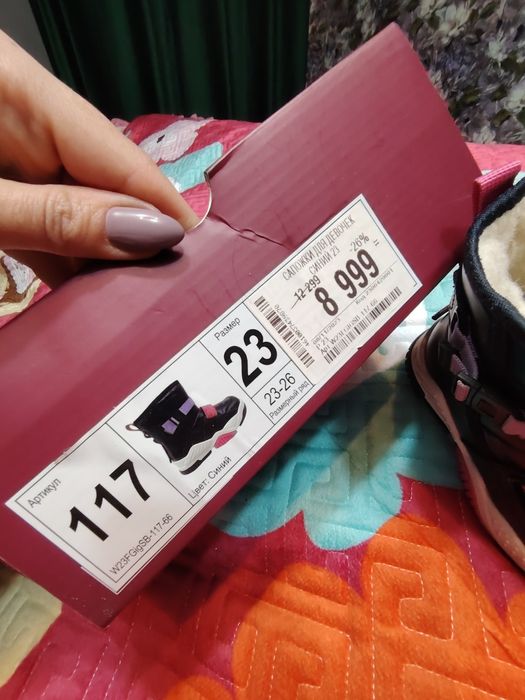 Артикул
117
W23FGigSB-117-66
Цвет: Синий
Размер
23
23-26
Размерный ряд
САПОЖКИ ДЛЯ ДЕВОЧЕК
СИНИЙ 23 -26%
12 299
8 999=